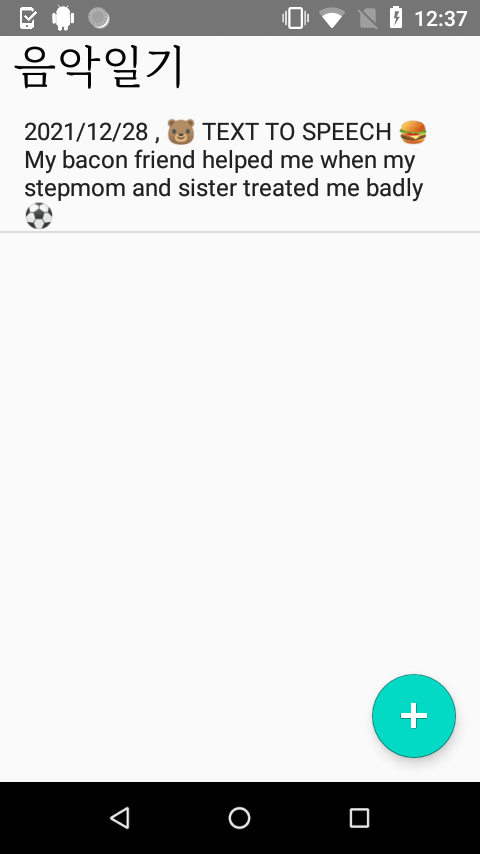 12:37
음악일기
2021/12/28 , 🐻 TEXT TO SPEECH 🍔
My bacon friend helped me when my
stepmom and sister treated me badly
⚽